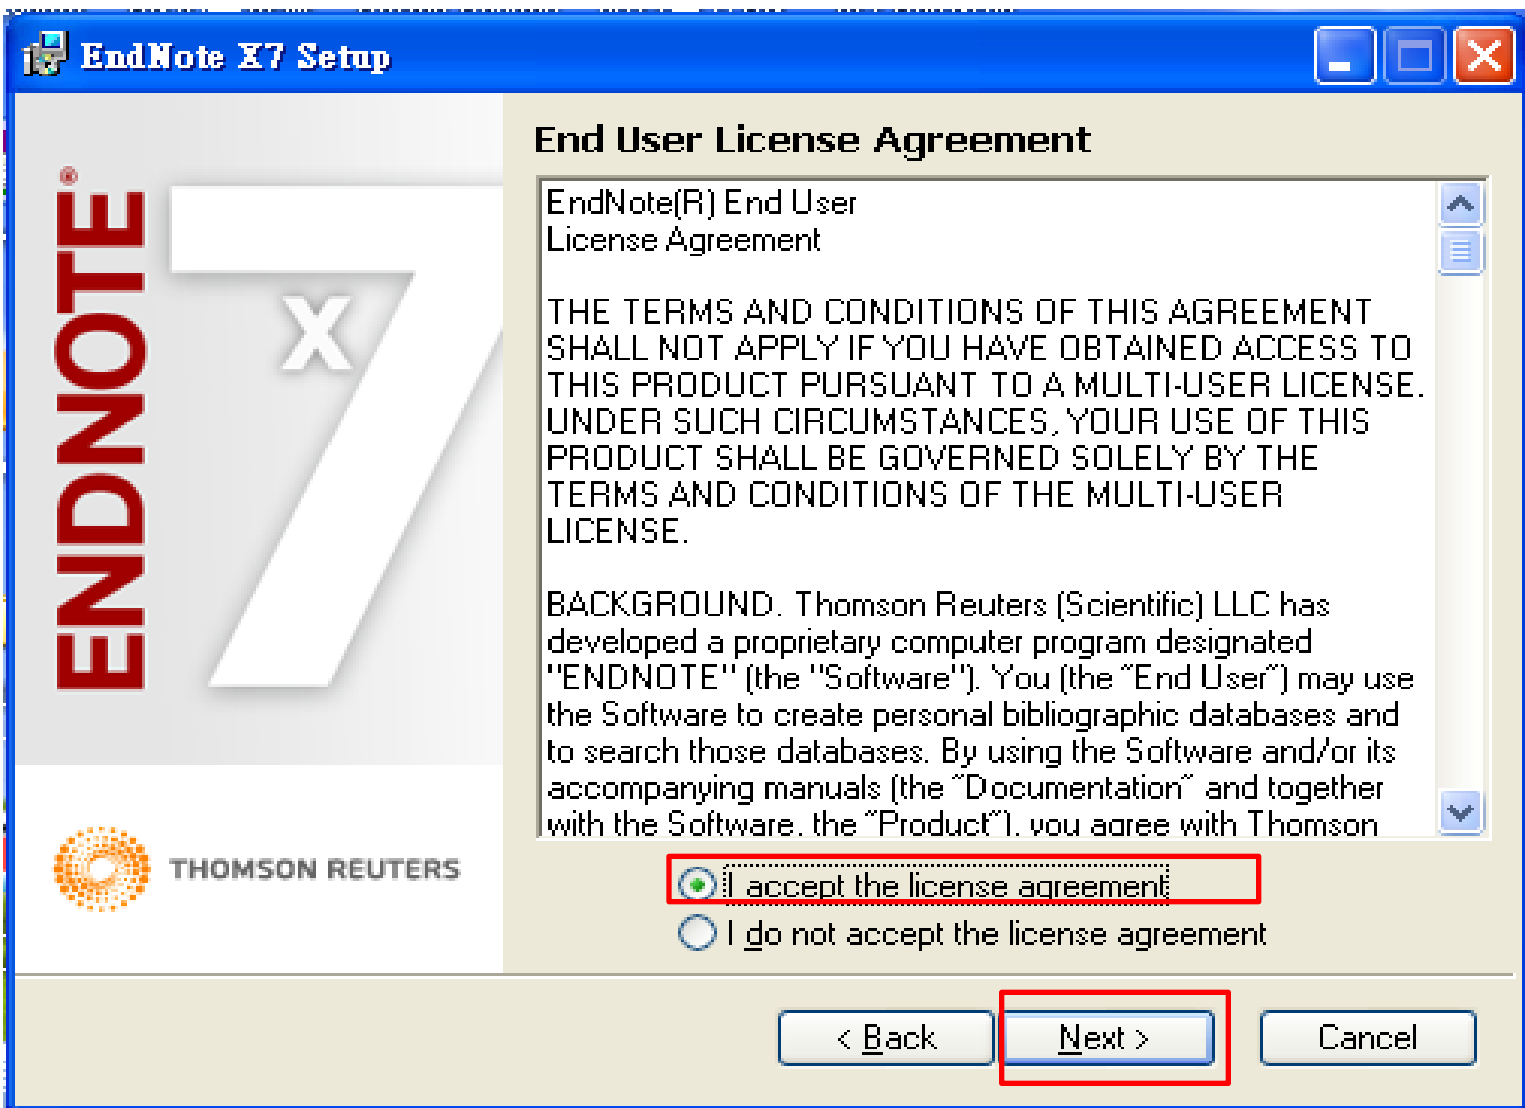 EndNote X7 Setup
ENDNOTE®
X7
THOMSON REUTERS
End User License Agreement
EndNote(R) End User
License Agreement
THE TERMS AND CONDITIONS OF THIS AGREEMENT
SHALL NOT APPLY IF YOU HAVE OBTAINED ACCESS TO
THIS PRODUCT PURSUANT TO A MULTI-USER LICENSE.
UNDER SUCH CIRCUMSTANCES, YOUR USE OF THIS
PRODUCT SHALL BE GOVERNED SOLELY BY THE
TERMS AND CONDITIONS OF THE MULTI-USER
LICENSE.
BACKGROUND. Thomson Reuters (Scientific) LLC has
developed a proprietary computer program designated
"ENDNOTE" (the "Software"). You (the ˝End User˝) may use
the Software to create personal bibliographic databases and
to search those databases. By using the Software and/or its
accompanying manuals (the ˝Documentation˝ and together
with the Software, the ˝Product˝), you agree with Thomson
I accept the license agreement
I do not accept the license agreement
< Back
Next >
Cancel